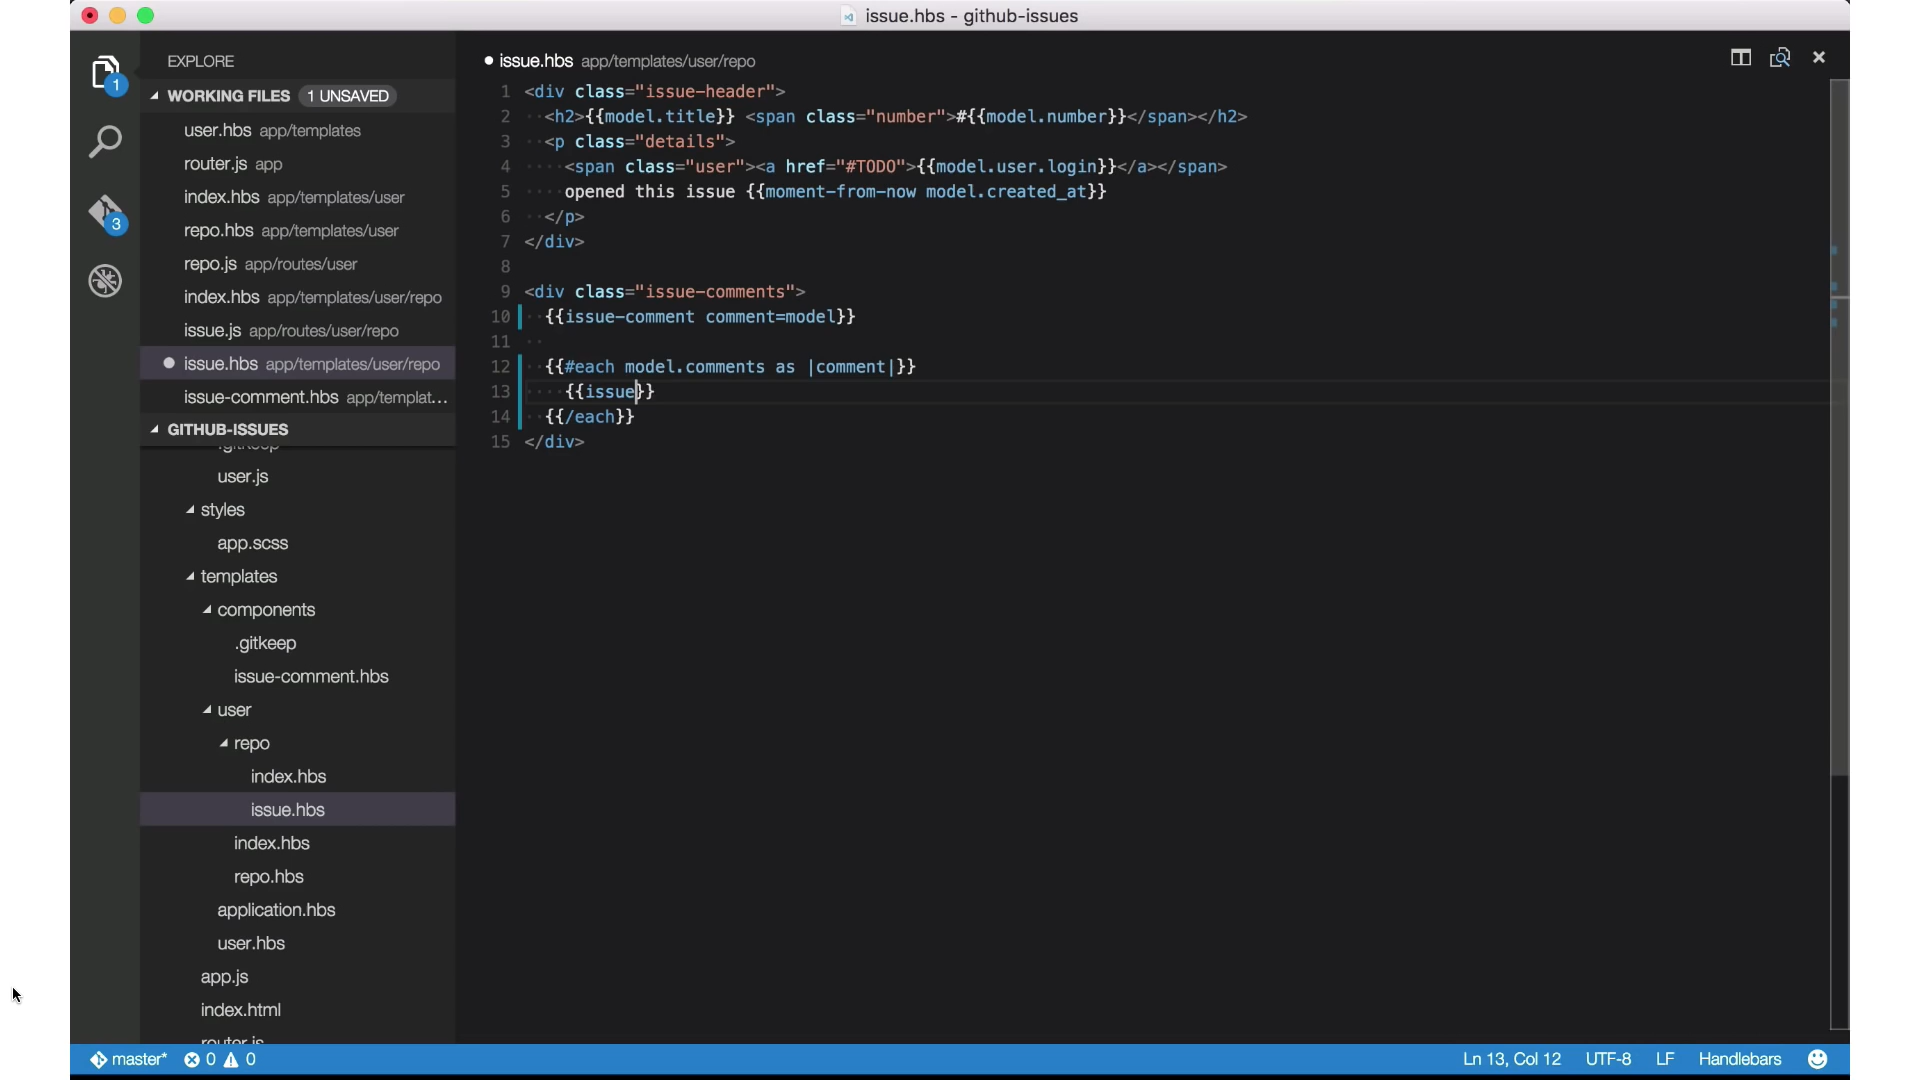 issue.hbs - github-issues
EXPLORE
WORKING FILES 1 UNSAVED
user.hbs app/templates
router.js app
index.hbs app/templates/user
repo.hbs app/templates/user
repo.js app/routes/user
index.hbs app/templates/user/repo
issue.js app/routes/user/repo
issue.hbs app/templates/user/repo
issue-comment.hbs app/templat...
GITHUB-ISSUES
.gitkeep
user.js
styles
app.scss
templates
components
.gitkeep
issue-comment.hbs
user
repo
index.hbs
issue.hbs
index.hbs
repo.hbs
application.hbs
user.hbs
app.js
index.html
router.js
1
3
issue.hbs app/templates/user/repo
1 <div class="issue-header">
2 <h2>{{model.title}} <span class="number">#{{model.number}}</span></h2>
3 <p class="details">
4 <span class="user"><a href="#TODO">{{model.user.login}}</a></span>
5 opened this issue {{moment-from-now model.created_at}}
6 </p>
7 </div>
8
9 <div class="issue-comments">
10 {{issue-comment comment=model}}
11
12 {{#each model.comments as |comment|}}
13 {{issue}}
14 {{/each}}
15 </div>
master* 0 0
Ln 13, Col 12 UTF-8 LF Handlebars